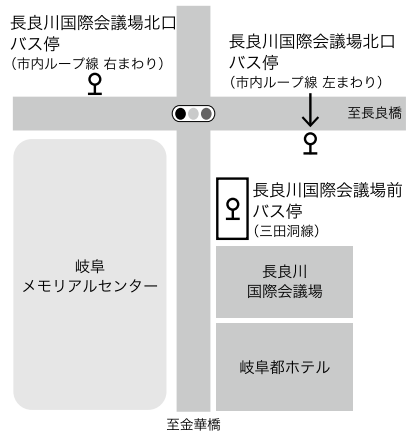 長良川国際会議場北口
バス停
（市内ループ線 右まわり）
長良川国際会議場北口
バス停
（市内ループ線 左まわり）
至長良橋
長良川国際会議場前
バス停
（三田洞線）
岐阜
メモリアルセンター
長良川
国際会議場
岐阜都ホテル
至金華橋